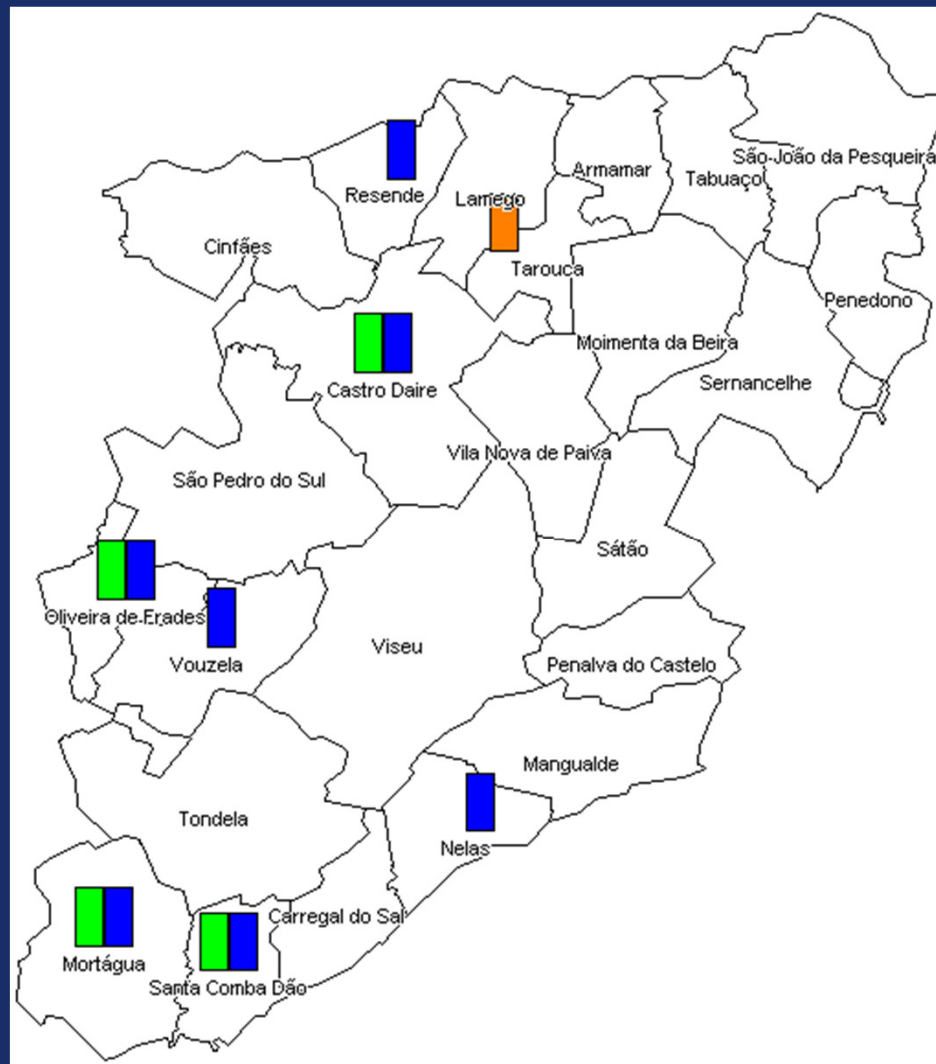 São João da Pesqueira
Armamar
Tabuaço
Resende
Lamego
Cinfães
Tarouca
Penedono
Moimenta da Beira
Sernancelhe
Castro Daire
Vila Nova de Paiva
São Pedro do Sul
Sátão
Oliveira de Frades
Viseu
Vouzela
Penalva do Castelo
Mangualde
Tondela
Nelas
Carregal do Sal
Mortágua
Santa Comba Dão